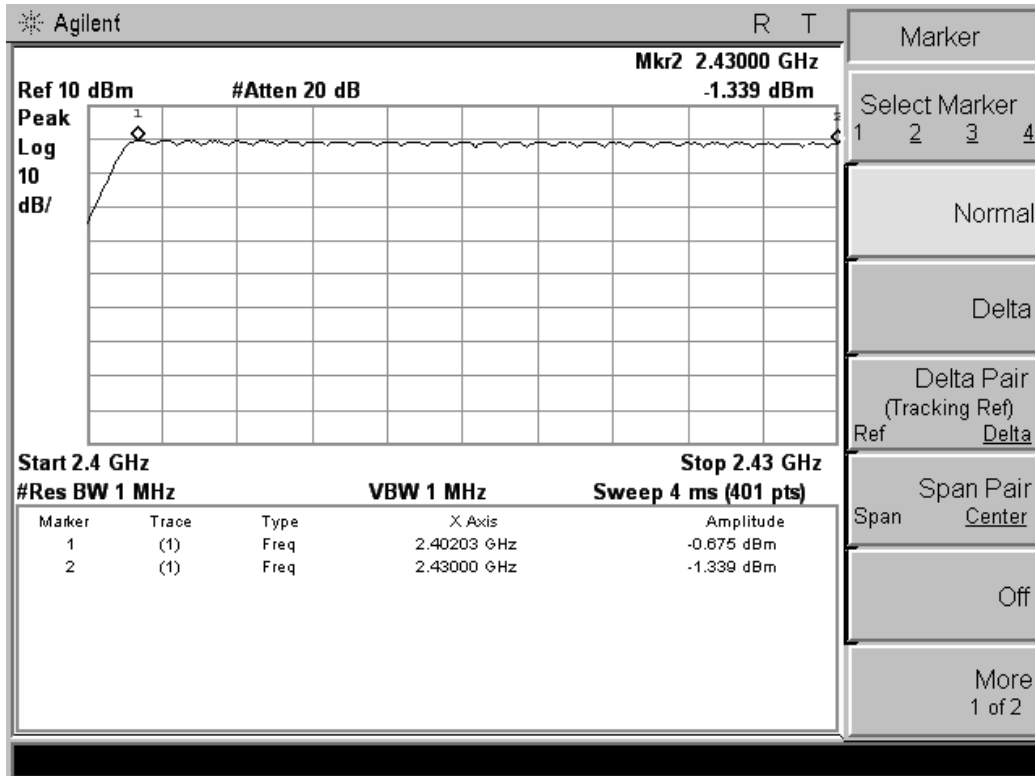 Agilent R T
Mkr2 2.43000 GHz
Ref 10 dBm #Atten 20 dB -1.339 dBm
Peak
Log
10
dB/
1
2
Start 2.4 GHz Stop 2.43 GHz
#Res BW 1 MHz VBW 1 MHz Sweep 4 ms (401 pts)
Marker Trace Type X Axis Amplitude
1 (1) Freq 2.40203 GHz -0.675 dBm
2 (1) Freq 2.43000 GHz -1.339 dBm
Marker
Select Marker
1 2 3 4
Normal
Delta
Delta Pair
(Tracking Ref)
Ref Delta
Span Pair
Span Center
Off
More
1 of 2